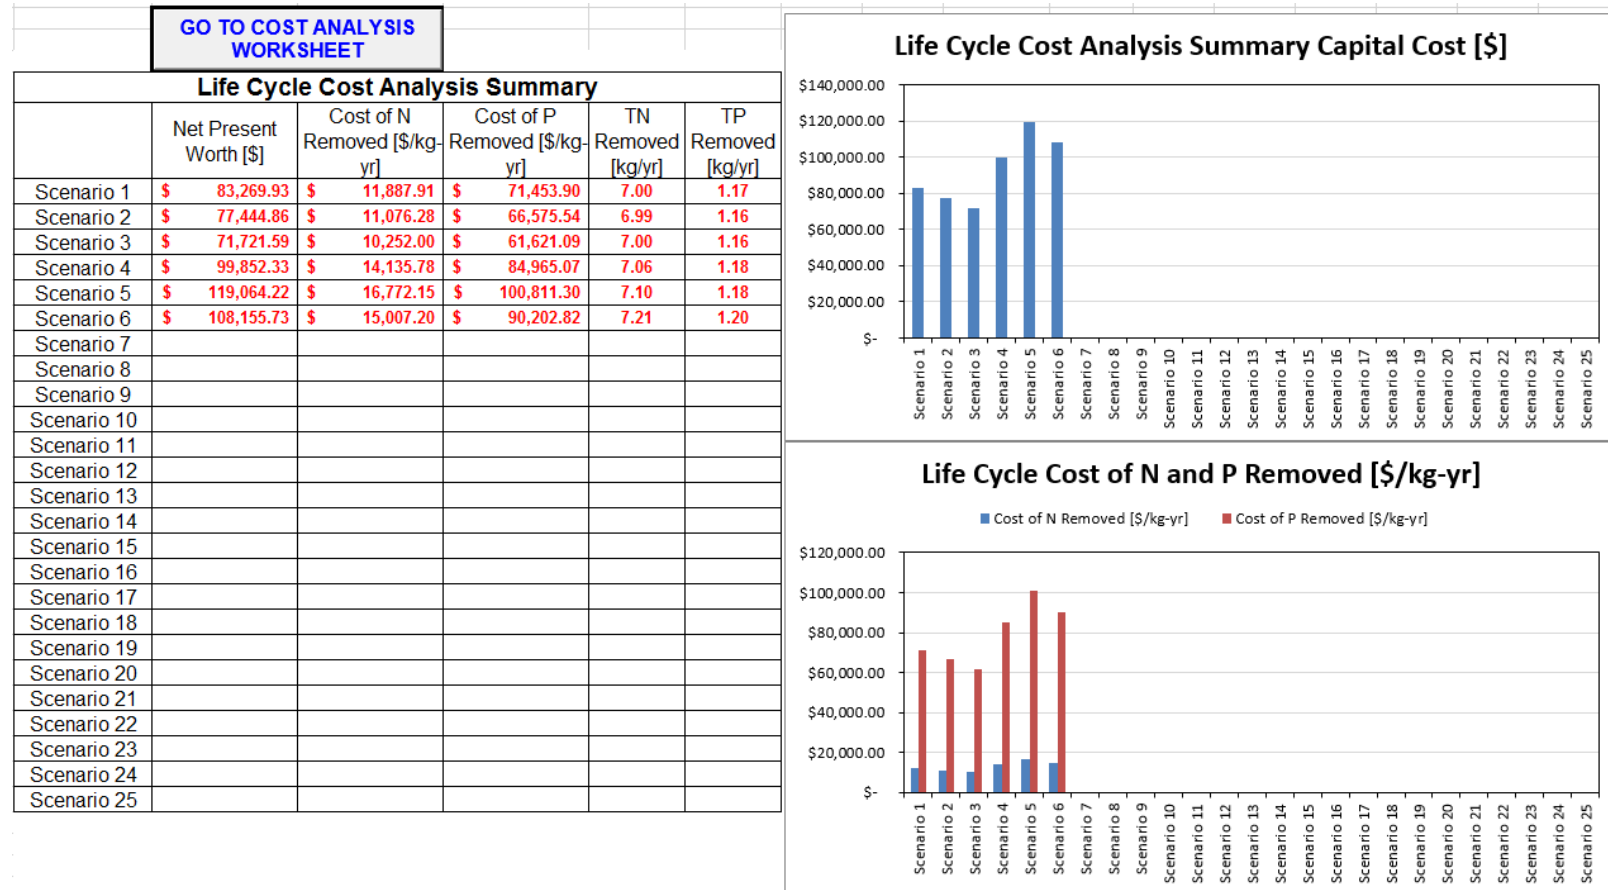 GO TO COST ANALYSIS
WORKSHEET
Life Cycle Cost Analysis Summary
Net Present
Worth [$]
Cost of N
Removed [$/kg-
yr]
Cost of P
Removed [$/kg-
yr]
TN
Removed
[kg/yr]
TP
Removed
[kg/yr]
Scenario 1 $ 83,269.93 $ 11,887.91 $ 71,453.90 7.00 1.17
Scenario 2 $ 77,444.86 $ 11,076.28 $ 66,575.54 6.99 1.16
Scenario 3 $ 71,721.59 $ 10,252.00 $ 61,621.09 7.00 1.16
Scenario 4 $ 99,852.33 $ 14,135.78 $ 84,965.07 7.06 1.18
Scenario 5 $ 119,064.22 $ 16,772.15 $ 100,811.30 7.10 1.18
Scenario 6 $ 108,155.73 $ 15,007.20 $ 90,202.82 7.21 1.20
Scenario 7
Scenario 8
Scenario 9
Scenario 10
Scenario 11
Scenario 12
Scenario 13
Scenario 14
Scenario 15
Scenario 16
Scenario 17
Scenario 18
Scenario 19
Scenario 20
Scenario 21
Scenario 22
Scenario 23
Scenario 24
Scenario 25
Life Cycle Cost Analysis Summary Capital Cost [$]
$140,000.00
$120,000.00
$100,000.00
$80,000.00
$60,000.00
$40,000.00
$20,000.00
$-
Scenario 1
Scenario 2
Scenario 3
Scenario 4
Scenario 5
Scenario 6
Scenario 7
Scenario 8
Scenario 9
Scenario 10
Scenario 11
Scenario 12
Scenario 13
Scenario 14
Scenario 15
Scenario 16
Scenario 17
Scenario 18
Scenario 19
Scenario 20
Scenario 21
Scenario 22
Scenario 23
Scenario 24
Scenario 25
Life Cycle Cost of N and P Removed [$/kg-yr]
Cost of N Removed [$/kg-yr] Cost of P Removed [$/kg-yr]
$120,000.00
$100,000.00
$80,000.00
$60,000.00
$40,000.00
$20,000.00
$-
Scenario 1
Scenario 2
Scenario 3
Scenario 4
Scenario 5
Scenario 6
Scenario 7
Scenario 8
Scenario 9
Scenario 10
Scenario 11
Scenario 12
Scenario 13
Scenario 14
Scenario 15
Scenario 16
Scenario 17
Scenario 18
Scenario 19
Scenario 20
Scenario 21
Scenario 22
Scenario 23
Scenario 24
Scenario 25